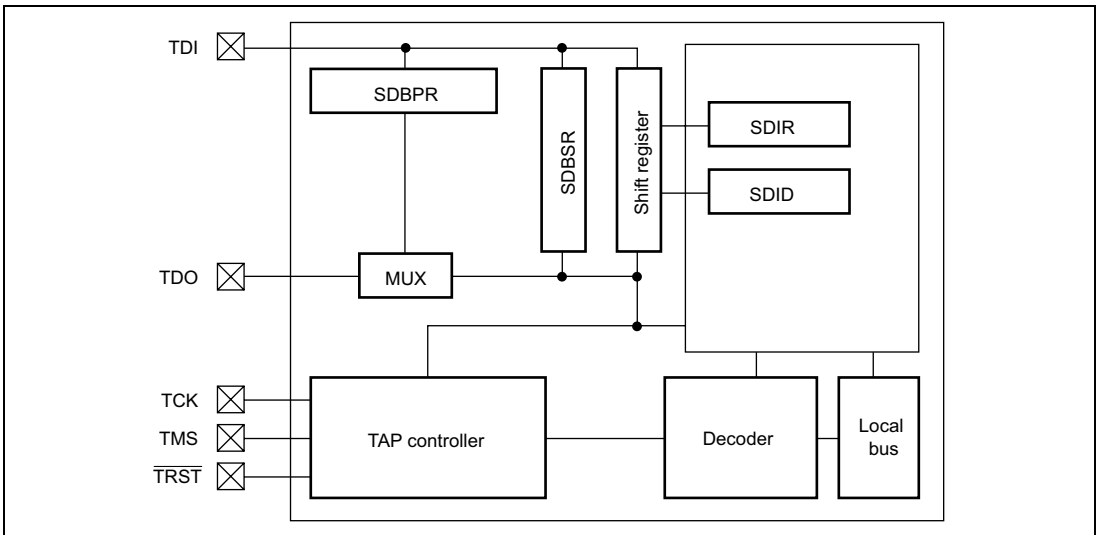 TDI
SDBPR
SDBSR
Shift register
SDIR
SDID
TDO
MUX
TCK
TMS
TRST
TAP controller
Decoder
Local
bus